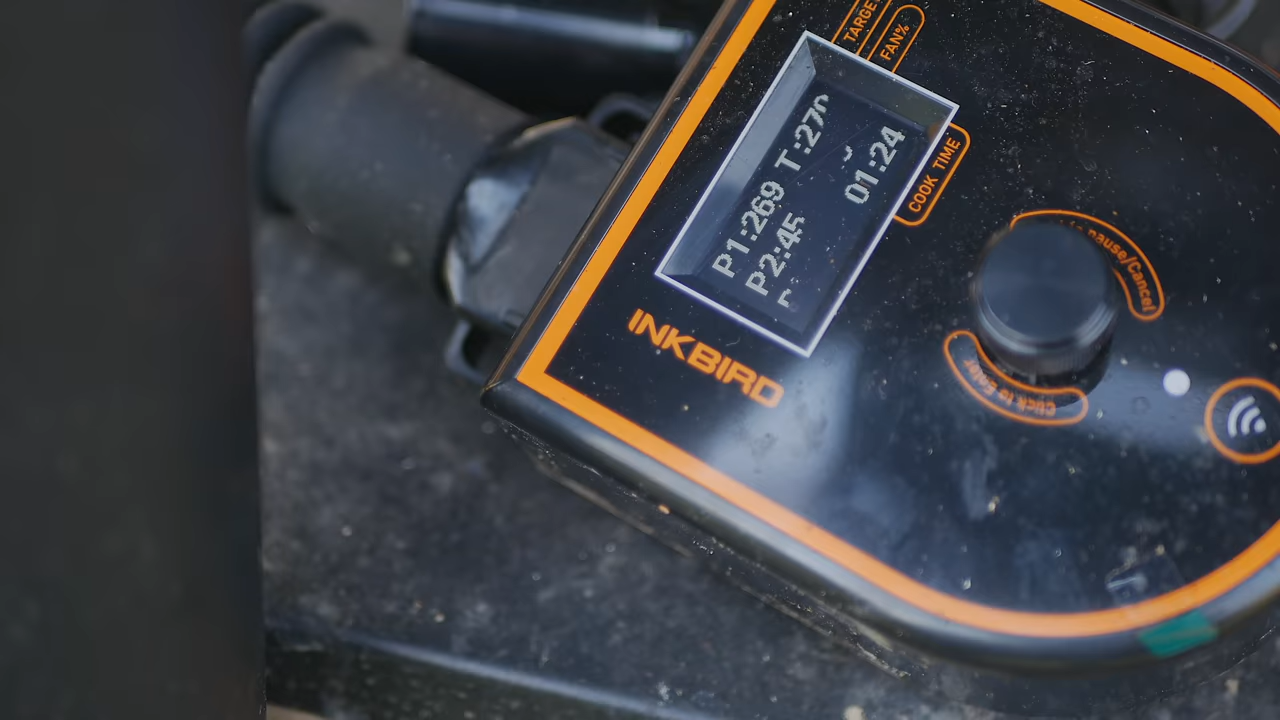 TARGET
FAN%
P1:269 T:270
P2:45
01:24
COOK TIME
INKBIRD
pause/Cancel
Click to Enter